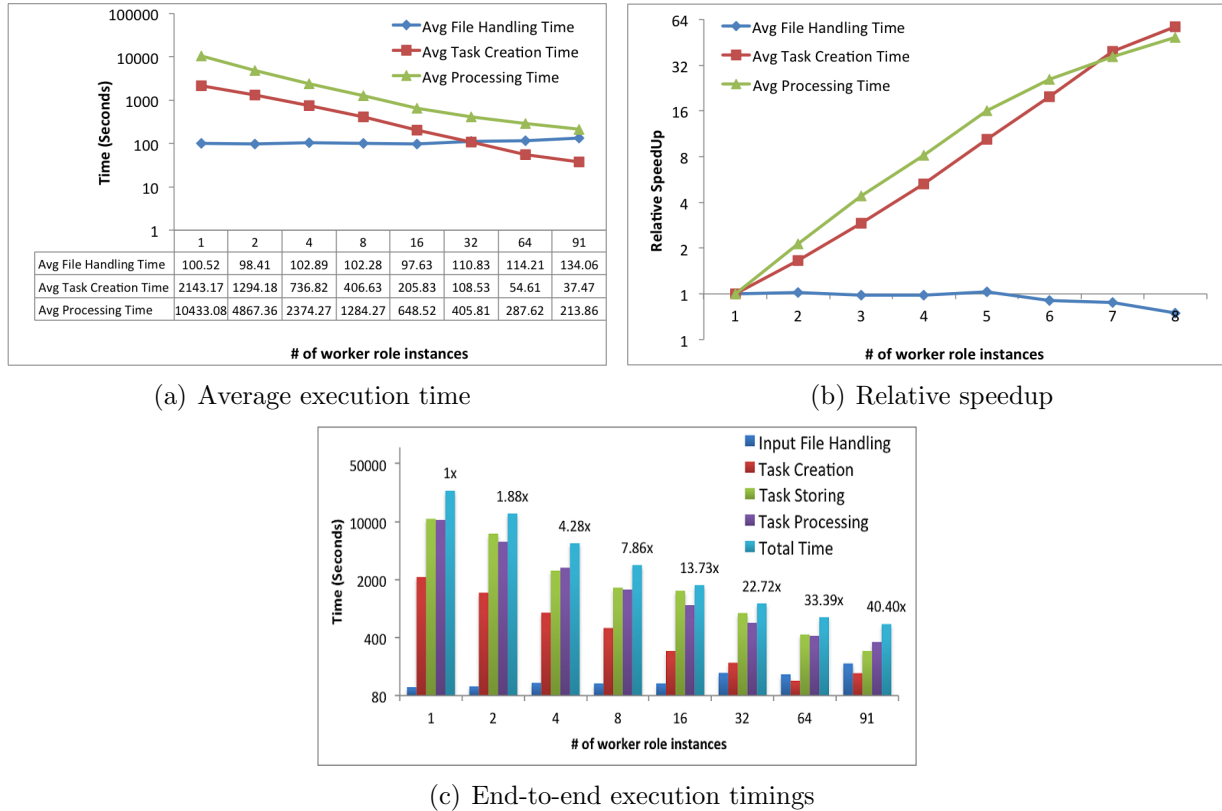 Avg File Handling Time
Avg Task Creation Time
Avg Processing Time
100000
10000
1000
100
10
1
Time (Seconds)
1 2 4 8 16 32 64 91
Avg File Handling Time 100.52 98.41 102.89 102.28 97.63 110.83 114.21 134.06
Avg Task Creation Time 2143.17 1294.18 736.82 406.63 205.83 108.53 54.61 37.47
Avg Processing Time 10433.08 4867.36 2374.27 1284.27 648.52 405.81 287.62 213.86
# of worker role instances
(a) Average execution time
Avg File Handling Time
Avg Task Creation Time
Avg Processing Time
64
32
16
8
4
2
1
1
Relative SpeedUp
1 2 3 4 5 6 7 8
# of worker role instances
(b) Relative speedup
Input File Handling
Task Creation
Task Storing
Task Processing
Total Time
50000
10000
2000
400
80
Time (Seconds)
1x 1.88x 4.28x 7.86x 13.73x 22.72x 33.39x 40.40x
1 2 4 8 16 32 64 91
# of worker role instances
(c) End-to-end execution timings